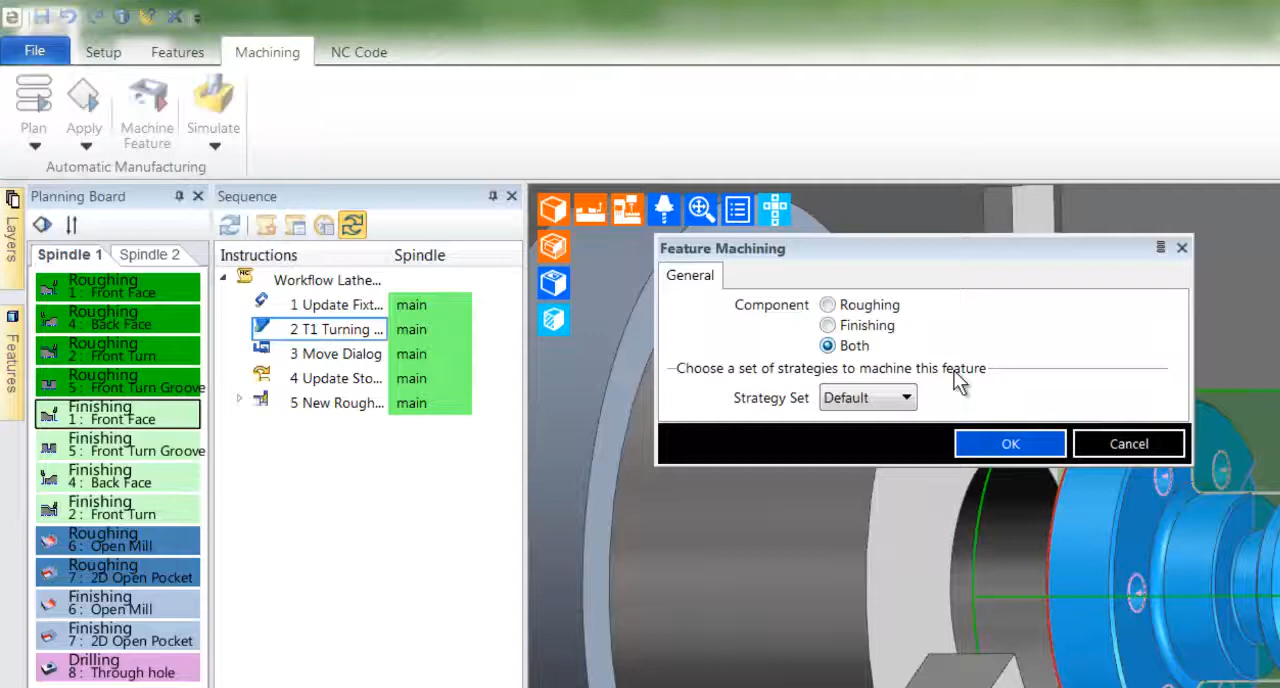 File
Setup
Features
Machining
NC Code
Plan
Apply
Machine
Feature
Simulate
Automatic Manufacturing
Layers
Features
Planning Board
Spindle 1
Spindle 2
Roughing
1: Front Face
Roughing
4: Back Face
Roughing
2: Front Turn
Roughing
5: Front Turn Groove
Finishing
1: Front Face
Finishing
5: Front Turn Groove
Finishing
4: Back Face
Finishing
2: Front Turn
Roughing
6: Open Mill
Roughing
7: 2D Open Pocket
Finishing
6: Open Mill
Finishing
7: 2D Open Pocket
Drilling
8: Through hole
Sequence
Instructions Spindle
Workflow Lathe...
1 Update Fixt... main
2 T1 Turning ... main
3 Move Dialog main
4 Update Sto... main
5 New Rough... main
Feature Machining
General
Component Roughing
Finishing
Both
Choose a set of strategies to machine this feature
Strategy Set Default
OK Cancel